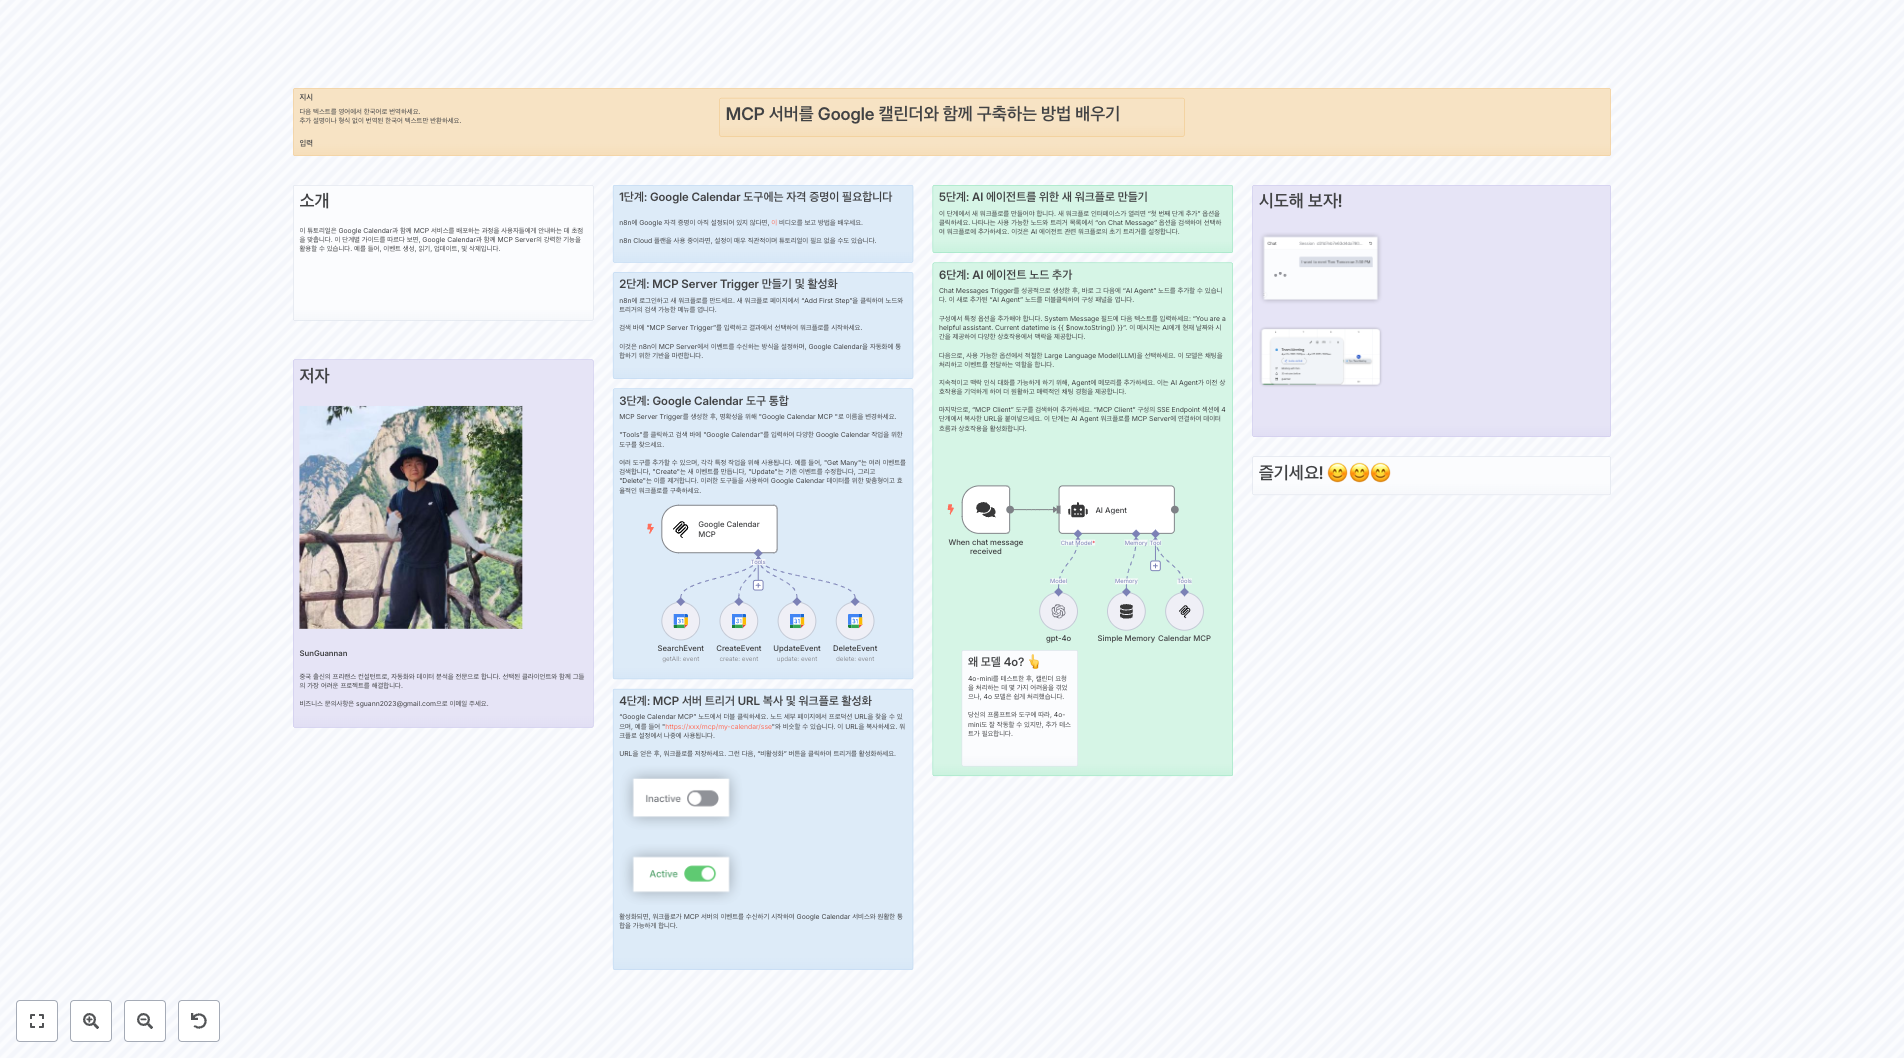 지시
다음 텍스트를 영어에서 한국어로 번역하세요.
추가 설명이나 형식 없이 번역된 한국어 텍스트만 반환하세요.
입력
MCP 서버를 Google 캘린더와 함께 구축하는 방법 배우기
소개
이 튜토리얼은 Google Calendar과 함께 MCP 서비스를 배포하는 과정을 사용자들에게 안내하는 데 초점
을 맞춥니다. 이 단계별 가이드를 따르다 보면, Google Calendar과 함께 MCP Server의 강력한 기능을
활용할 수 있습니다. 예를 들어, 이벤트 생성, 읽기, 업데이트, 및 삭제입니다.
저자
SunGuannan
중국 출신의 프리랜스 컨설턴트로, 자동화와 데이터 분석을 전문으로 합니다. 선택된 클라이언트와 함께 그들
의 가장 어려운 프로젝트를 해결합니다.
비즈니스 문의사항은 sguann2023@gmail.com으로 이메일 주세요.
1단계: Google Calendar 도구에는 자격 증명이 필요합니다
n8n에 Google 자격 증명이 아직 설정되어 있지 않다면, 이 비디오를 보고 방법을 배우세요.
n8n Cloud 플랜을 사용 중이라면, 설정이 매우 직관적이며 튜토리얼이 필요 없을 수도 있습니다.
2단계: MCP Server Trigger 만들기 및 활성화
n8n에 로그인하고 새 워크플로를 만드세요. 새 워크플로 페이지에서 "Add First Step"을 클릭하여 노드와
트리거의 검색 가능한 메뉴를 엽니다.
검색 바에 "MCP Server Trigger"를 입력하고 결과에서 선택하여 워크플로를 시작하세요.
이것은 n8n이 MCP Server에서 이벤트를 수신하는 방식을 설정하며, Google Calendar을 자동화에 통
합하기 위한 기반을 마련합니다.
3단계: Google Calendar 도구 통합
MCP Server Trigger를 생성한 후, 명확성을 위해 "Google Calendar MCP "로 이름을 변경하세요.
"Tools"를 클릭하고 검색 바에 "Google Calendar"를 입력하여 다양한 Google Calendar 작업을 위한
도구를 찾으세요.
여러 도구를 추가할 수 있으며, 각각 특정 작업을 위해 사용됩니다. 예를 들어, "Get Many"는 여러 이벤트를
검색합니다, "Create"는 새 이벤트를 만듭니다, "Update"는 기존 이벤트를 수정합니다, 그리고
"Delete"는 이를 제거합니다. 이러한 도구들을 사용하여 Google Calendar 데이터를 위한 맞춤형이고 효
율적인 워크플로를 구축하세요.
Google Calendar
MCP
Tools
SearchEvent
getAll: event
CreateEvent
create: event
UpdateEvent
update: event
DeleteEvent
delete: event
4단계: MCP 서버 트리거 URL 복사 및 워크플로 활성화
"Google Calendar MCP" 노드에서 더블 클릭하세요. 노드 세부 페이지에서 프로덕션 URL을 찾을 수 있
으며, 예를 들어 "https://xxx/mcp/my-calendar/sse"와 비슷할 수 있습니다. 이 URL을 복사하세요. 워
크플로 설정에서 나중에 사용됩니다.
URL을 얻은 후, 워크플로를 저장하세요. 그런 다음, "비활성화" 버튼을 클릭하여 트리거를 활성화하세요.
Inactive
Active
활성화되면, 워크플로가 MCP 서버의 이벤트를 수신하기 시작하여 Google Calendar 서비스와 원활한 통
합을 가능하게 합니다.
5단계: AI 에이전트를 위한 새 워크플로 만들기
이 단계에서 새 워크플로를 만들어야 합니다. 새 워크플로 인터페이스가 열리면 "첫 번째 단계 추가" 옵션을
클릭하세요. 나타나는 사용 가능한 노드와 트리거 목록에서 "on Chat Message" 옵션을 검색하여 선택하
여 워크플로에 추가하세요. 이것은 AI 에이전트 관련 워크플로의 초기 트리거를 설정합니다.
6단계: AI 에이전트 노드 추가
Chat Messages Trigger를 성공적으로 생성한 후, 바로 그 다음에 "AI Agent" 노드를 추가할 수 있습니
다. 이 새로 추가된 "AI Agent" 노드를 더블클릭하여 구성 패널을 엽니다.
구성에서 특정 옵션을 추가해야 합니다. System Message 필드에 다음 텍스트를 입력하세요: "You are a
helpful assistant. Current datetime is {{ $now.toString() }}". 이 메시지는 AI에게 현재 날짜와 시
간을 제공하여 다양한 상호작용에서 맥락을 제공합니다.
다음으로, 사용 가능한 옵션에서 적절한 Large Language Model(LLM)을 선택하세요. 이 모델은 채팅을
처리하고 이벤트를 전달하는 역할을 합니다.
지속적이고 맥락 인식 대화를 가능하게 하기 위해, Agent에 메모리를 추가하세요. 이는 AI Agent가 이전 상
호작용을 기억하게 하여 더 원활하고 매력적인 채팅 경험을 제공합니다.
마지막으로, "MCP Client" 도구를 검색하여 추가하세요. "MCP Client" 구성의 SSE Endpoint 섹션에 4
단계에서 복사한 URL을 붙여넣으세요. 이 단계는 AI Agent 워크플로를 MCP Server에 연결하여 데이터
흐름과 상호작용을 활성화합니다.
When chat message
received
AI Agent
Chat Model*
Memory
Tool
Model
Memory
Tools
gpt-4o
Simple Memory
Calendar MCP
왜 모델 4o? 👆
4o-mini를 테스트한 후, 캘린더 요청
을 처리하는 데 몇 가지 어려움을 겪었
으나, 4o 모델은 쉽게 처리했습니다.
당신의 프롬프트와 도구에 따라, 4o-
mini도 잘 작동할 수 있지만, 추가 테스
트가 필요합니다.
시도해 보자!
Chat
즐기세요! 😊😊😊